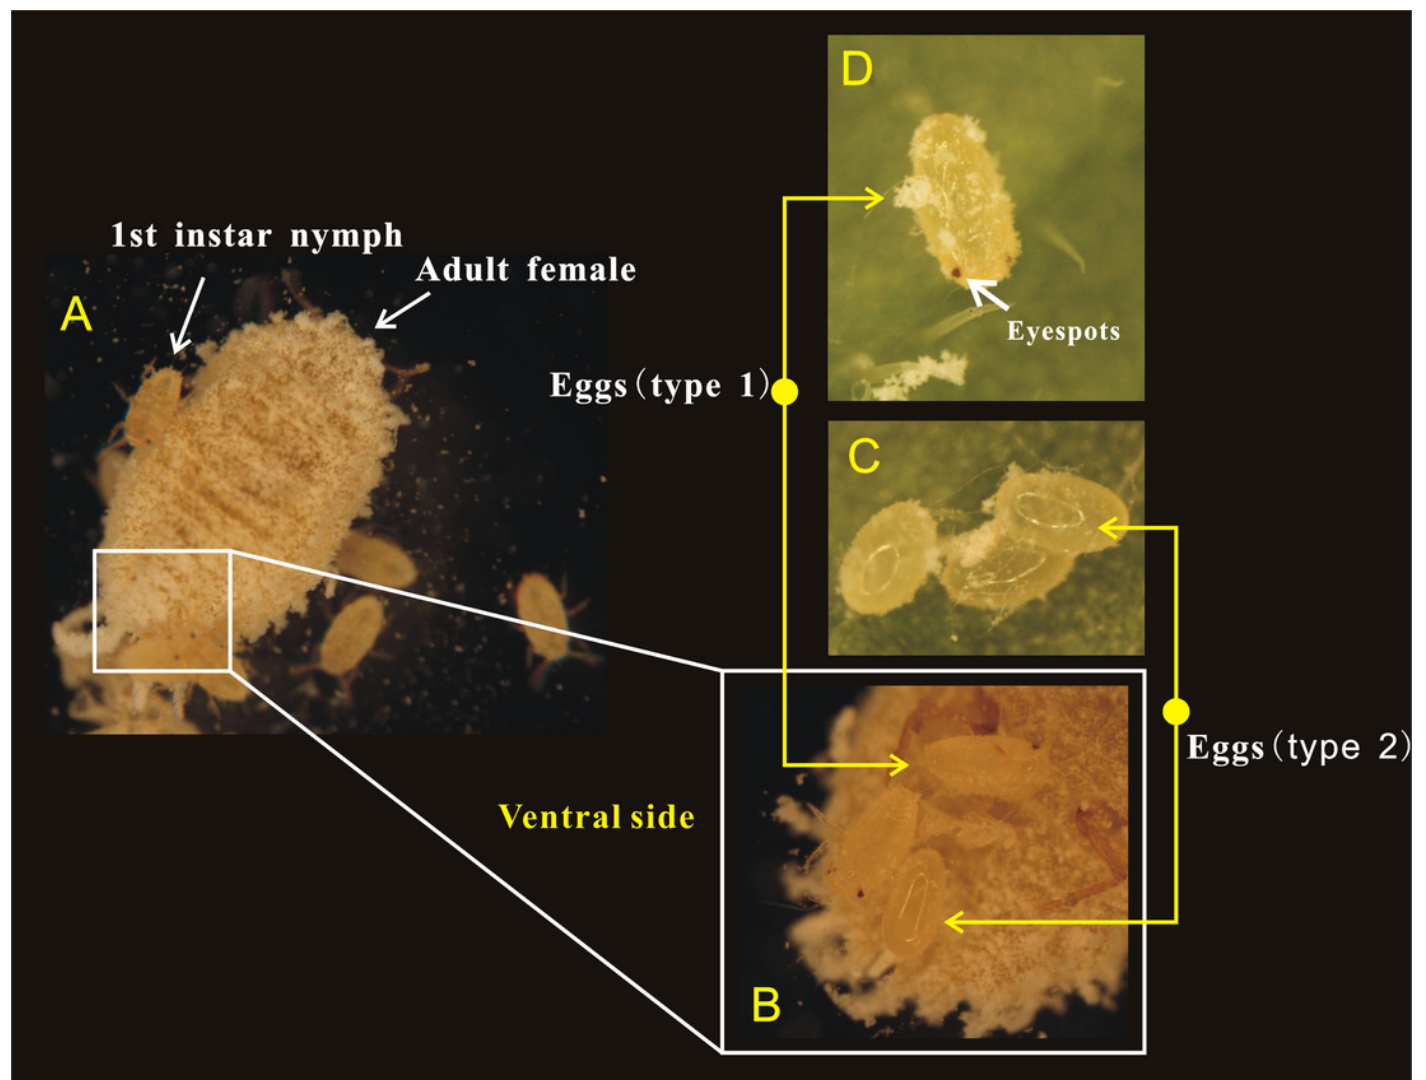 D
1st instar nymph
Adult female
A
Eyespots
Eggs(type 1)
C
Eggs(type 2)
Ventral side
B